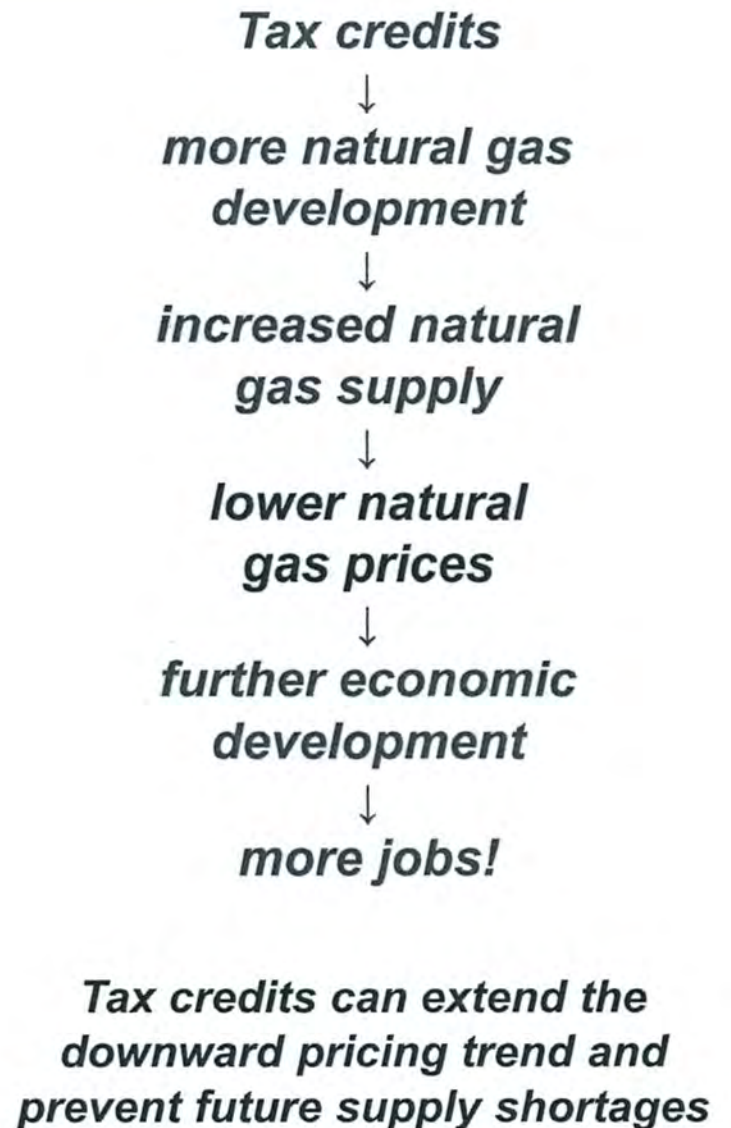 Tax credits
↓
more natural gas
development
↓
increased natural
gas supply
↓
lower natural
gas prices
↓
further economic
development
↓
more jobs!
Tax credits can extend the
downward pricing trend and
prevent future supply shortages